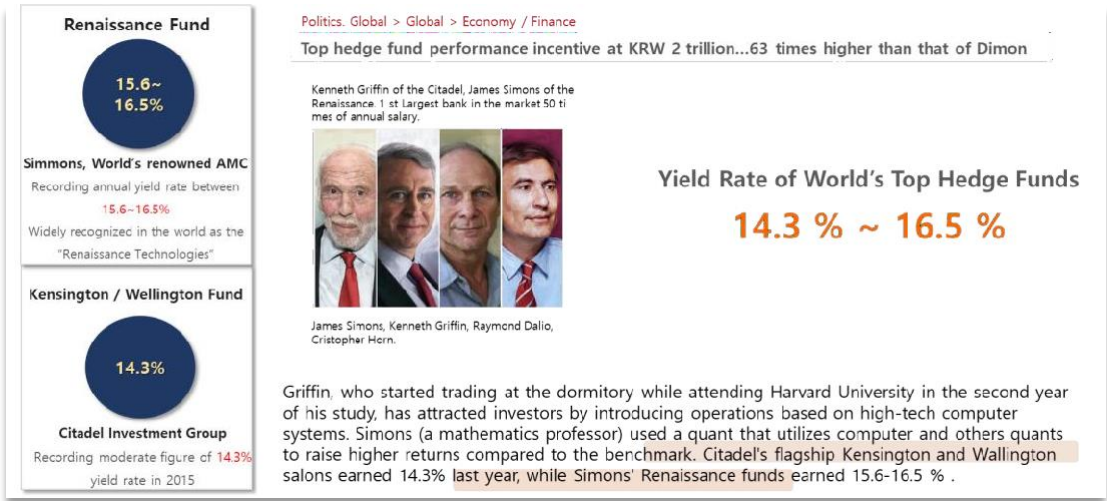 Renaissance Fund
15.6~
16.5%
Simmons, World's renowned AMC
Recording annual yield rate between
15.6~16.5%
Widely recognized in the world as the
"Renaissance Technologies"
Kensington / Wellington Fund
14.3%
Citadel Investment Group
Recording moderate figure of 14.3%
yield rate in 2015
Politics. Global > Global > Economy / Finance
Top hedge fund performance incentive at KRW 2 trillion...63 times higher than that of Dimon
Kenneth Griffin of the Citadel, James Simons of the
Renaissance. 1 st Largest bank in the market 50 ti
mes of annual salary.
James Simons, Kenneth Griffin, Raymond Dalio,
Cristopher Horn.
Yield Rate of World's Top Hedge Funds
14.3 % ~ 16.5 %
Griffin, who started trading at the dormitory while attending Harvard University in the second year
of his study, has attracted investors by introducing operations based on high-tech computer
systems. Simons (a mathematics professor) used a quant that utilizes computer and others quants
to raise higher returns compared to the benchmark. Citadel's flagship Kensington and Wallington
salons earned 14.3% last year, while Simons' Renaissance funds earned 15.6-16.5 % .